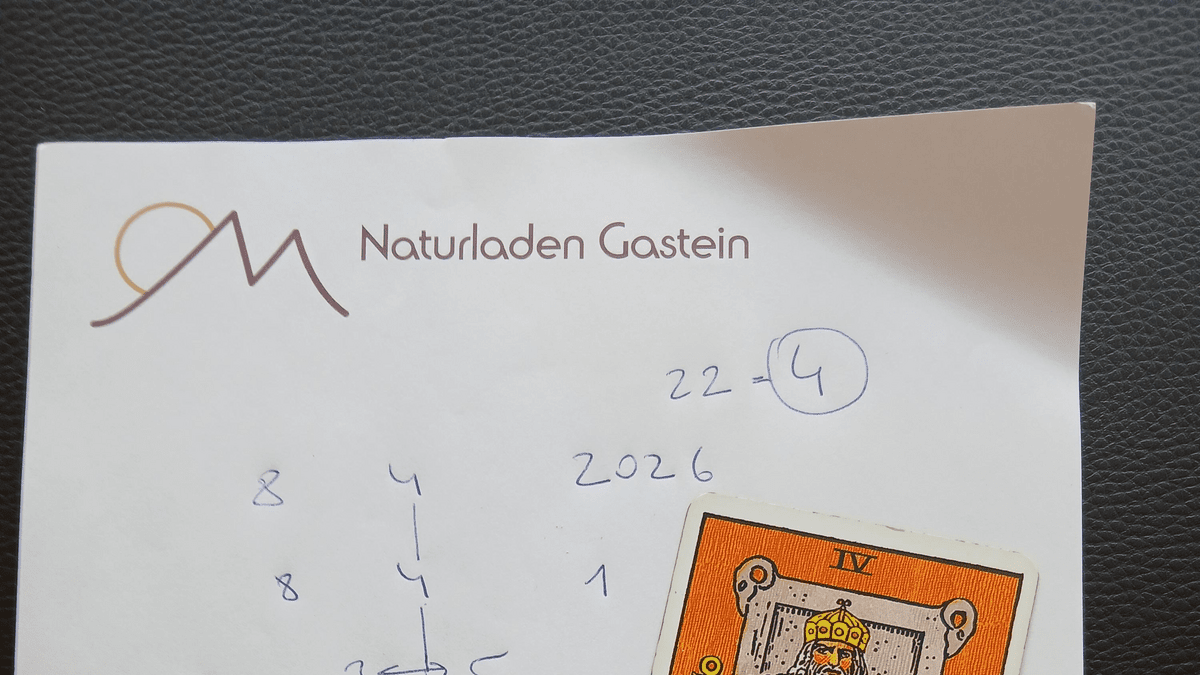 Naturladen Gastein
22 = 4
8 4 2026
8 4 1
IV